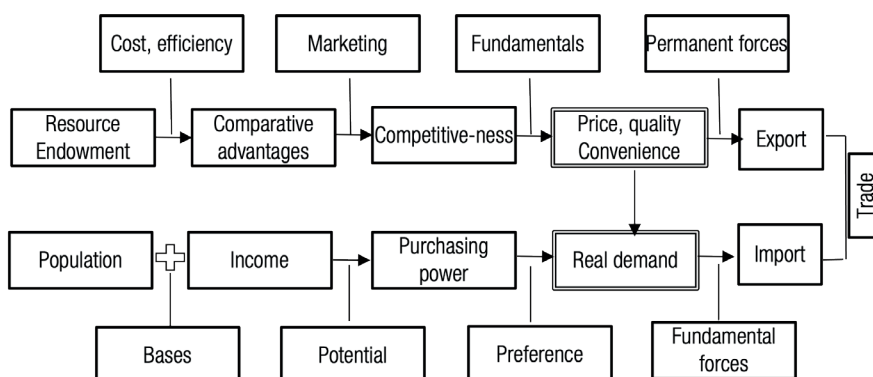 Cost, efficiency
Marketing
Fundamentals
Permanent forces
Resource
Endowment
Comparative
advantages
Competitive-ness
Price, quality
Convenience
Export
Trade
Population
Income
Purchasing
power
Real demand
Import
Bases
Potential
Preference
Fundamental
forces